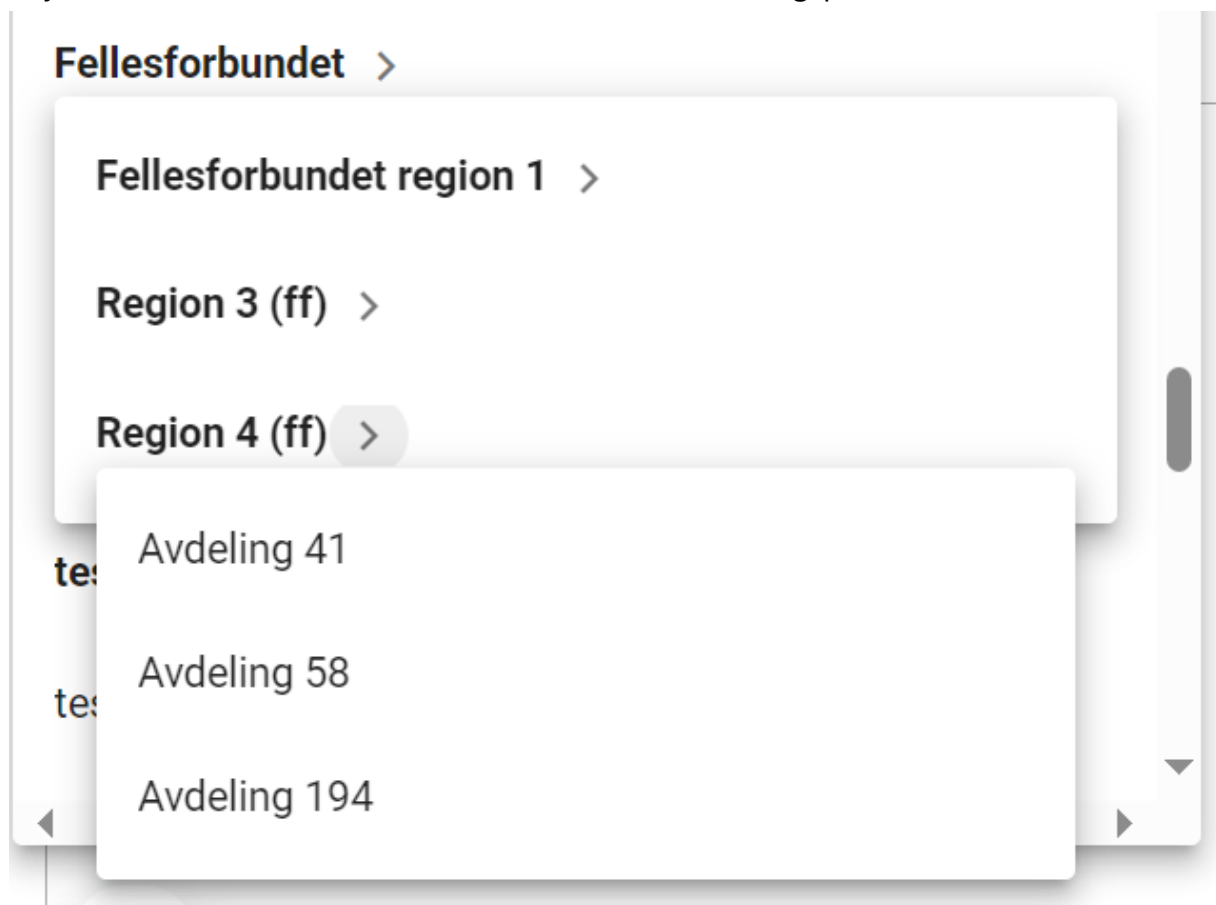 Fellesforbundet
Fellesforbundet region 1
Region 3 (ff)
Region 4 (ff)
Avdeling 41
Avdeling 58
Avdeling 194